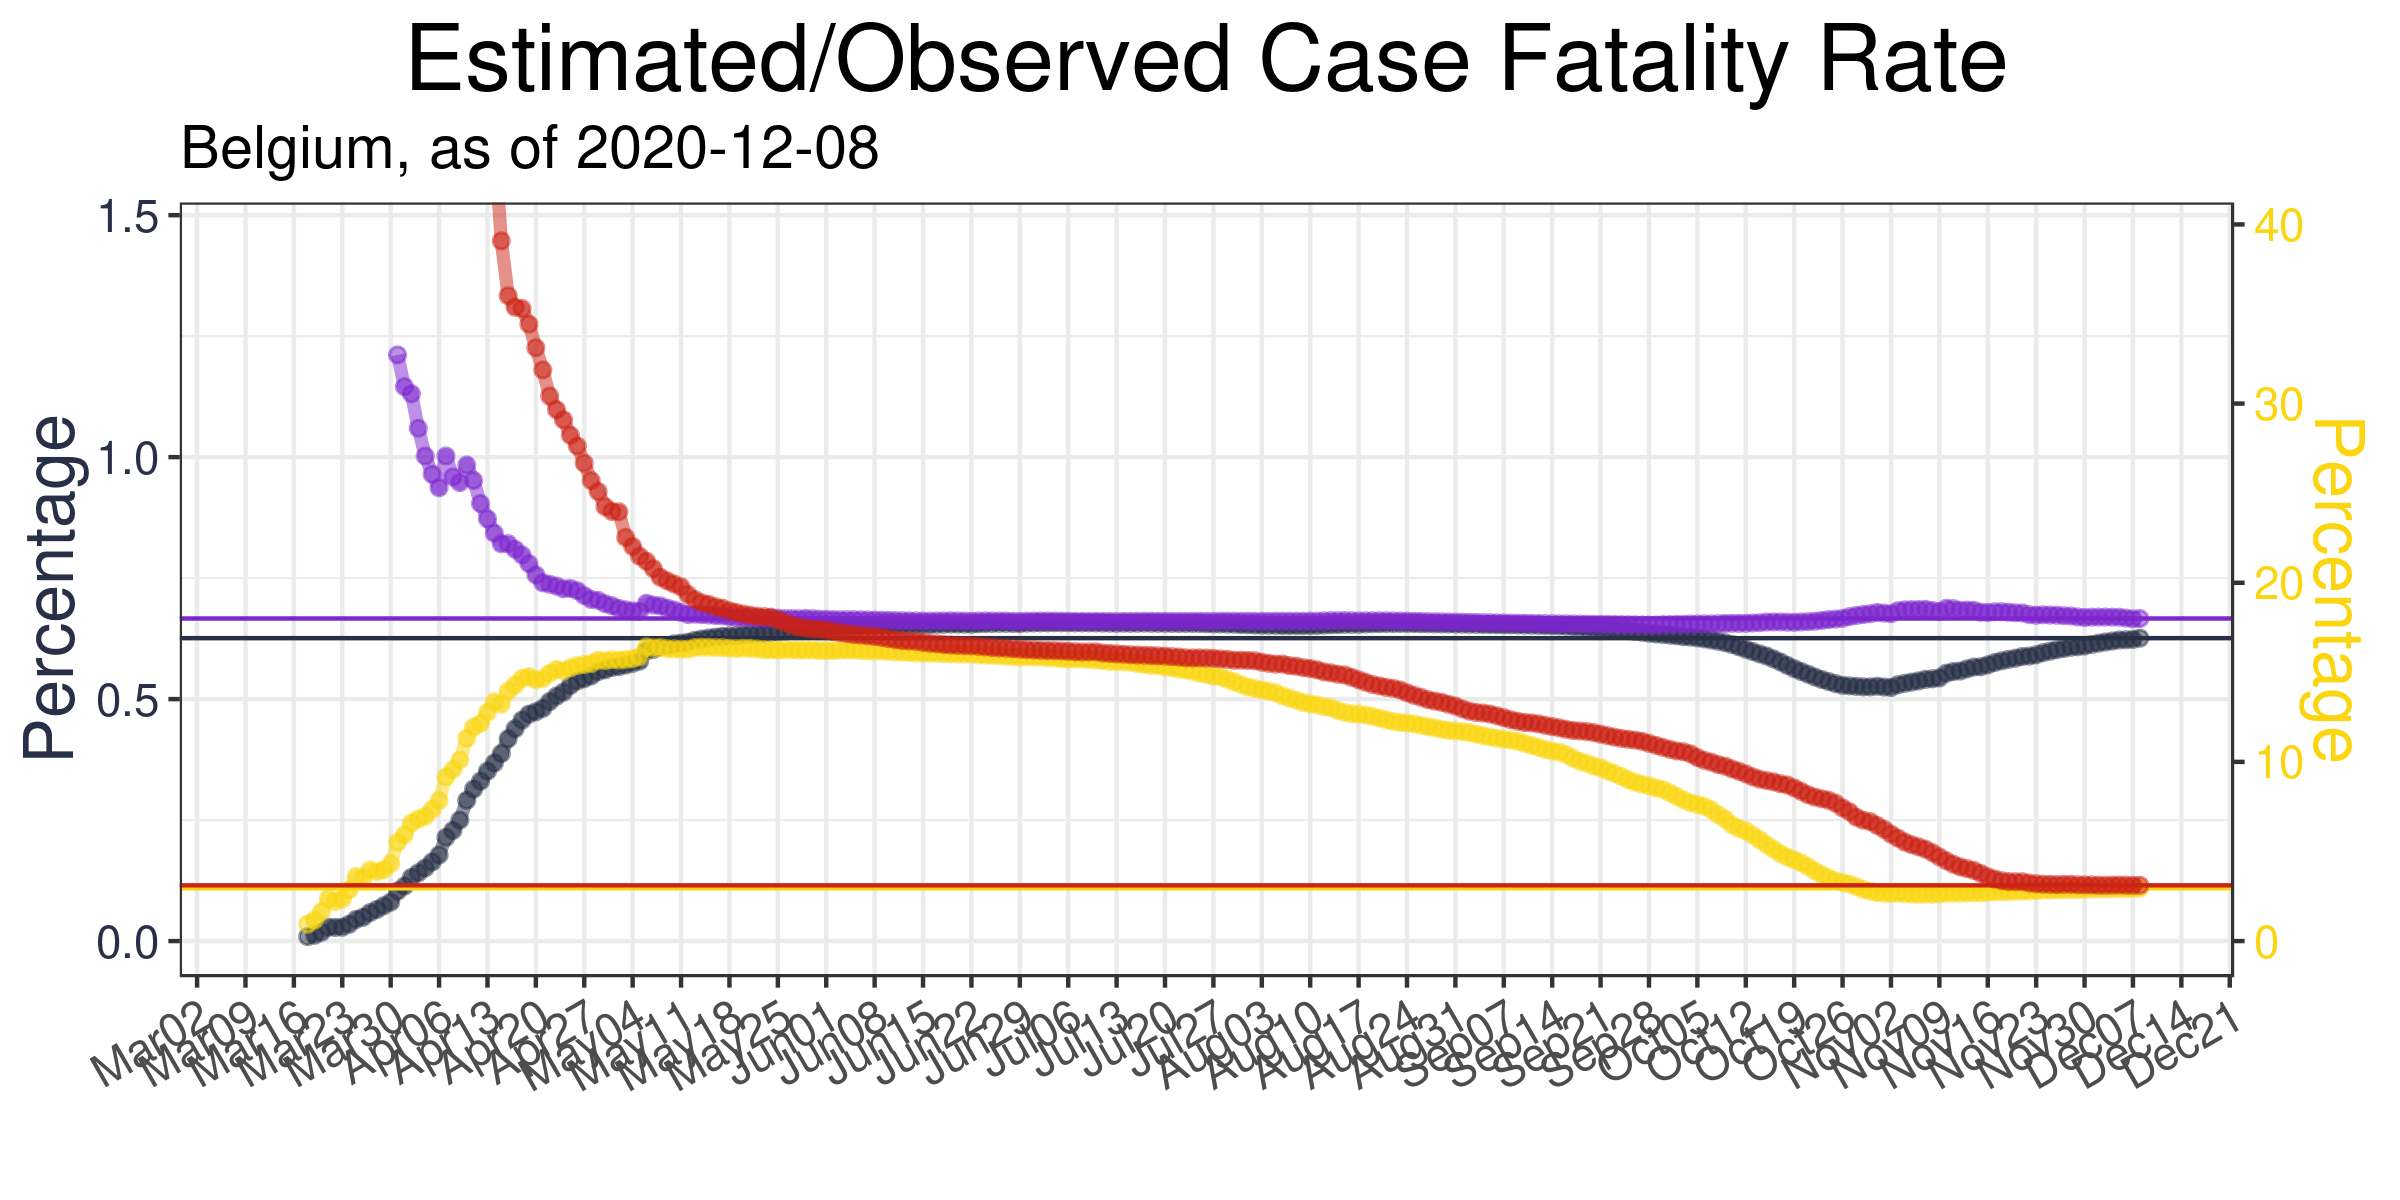 Estimated/Observed Case Fatality Rate
Belgium, as of 2020-12-08
1.5
1.0
0.5
0.0
Percentage
40
30
20
10
0
Percentage
Mar02
Mar09
Mar16
Mar23
Mar30
Apr06
Apr13
Apr20
Apr27
May04
May11
May18
May25
Jun01
Jun08
Jun15
Jun22
Jun29
Jul06
Jul13
Jul20
Jul27
Aug03
Aug10
Aug17
Aug24
Aug31
Sep07
Sep14
Sep21
Sep28
Oct05
Oct12
Oct19
Oct26
Nov02
Nov09
Nov16
Nov23
Nov30
Dec07
Dec14
Dec21